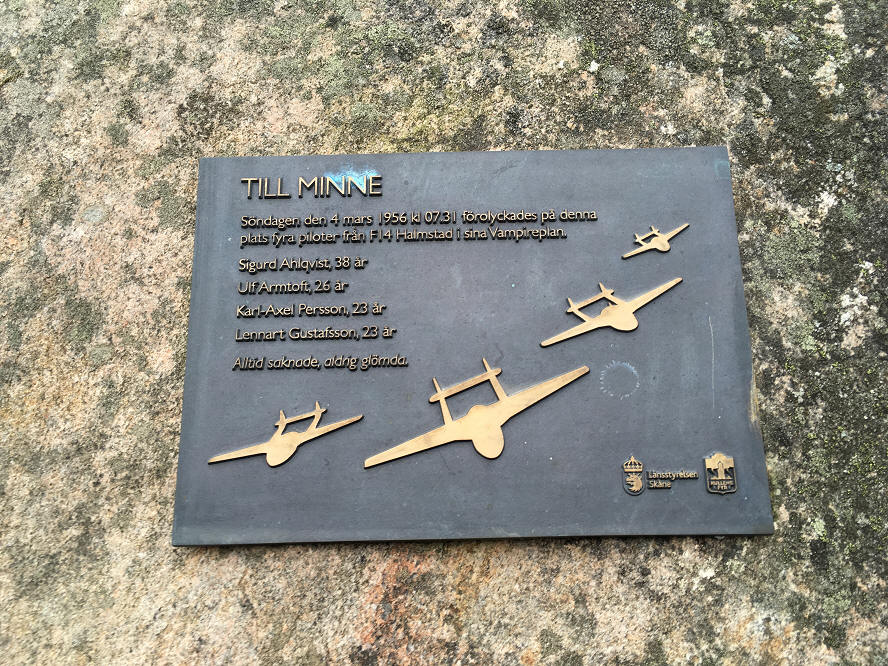 TILL MINNE
Söndagen den 4 mars 1956 kl 07.31 förolyckades på denna
plats fyra piloter från F14 Halmstad i sina Vampireplan.
Sigurd Ahlqvist, 38 år
Ulf Armtoft, 26 år
Karl-Axel Persson, 23 år
Lennart Gustafsson, 23 år
Alltid saknade, aldrig glömda.
Länsstyrelsen
Skåne
KULLENS
FYR